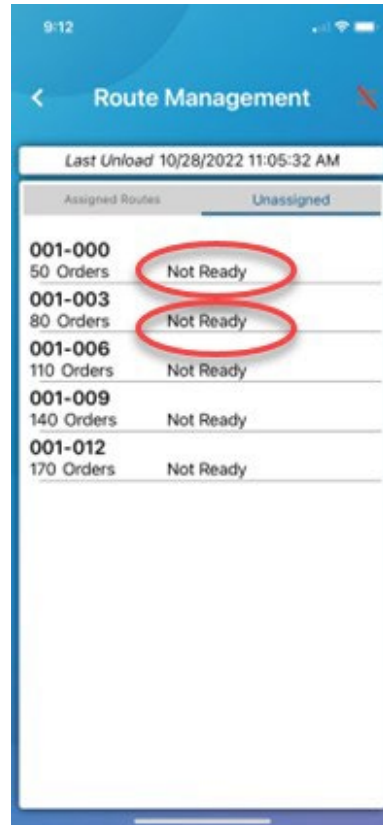 9:12
Route Management
Last Unload 10/28/2022 11:05:32 AM
Assigned Routes Unassigned
001-000
50 Orders Not Ready
001-003
80 Orders Not Ready
001-006
110 Orders Not Ready
001-009
140 Orders Not Ready
001-012
170 Orders Not Ready